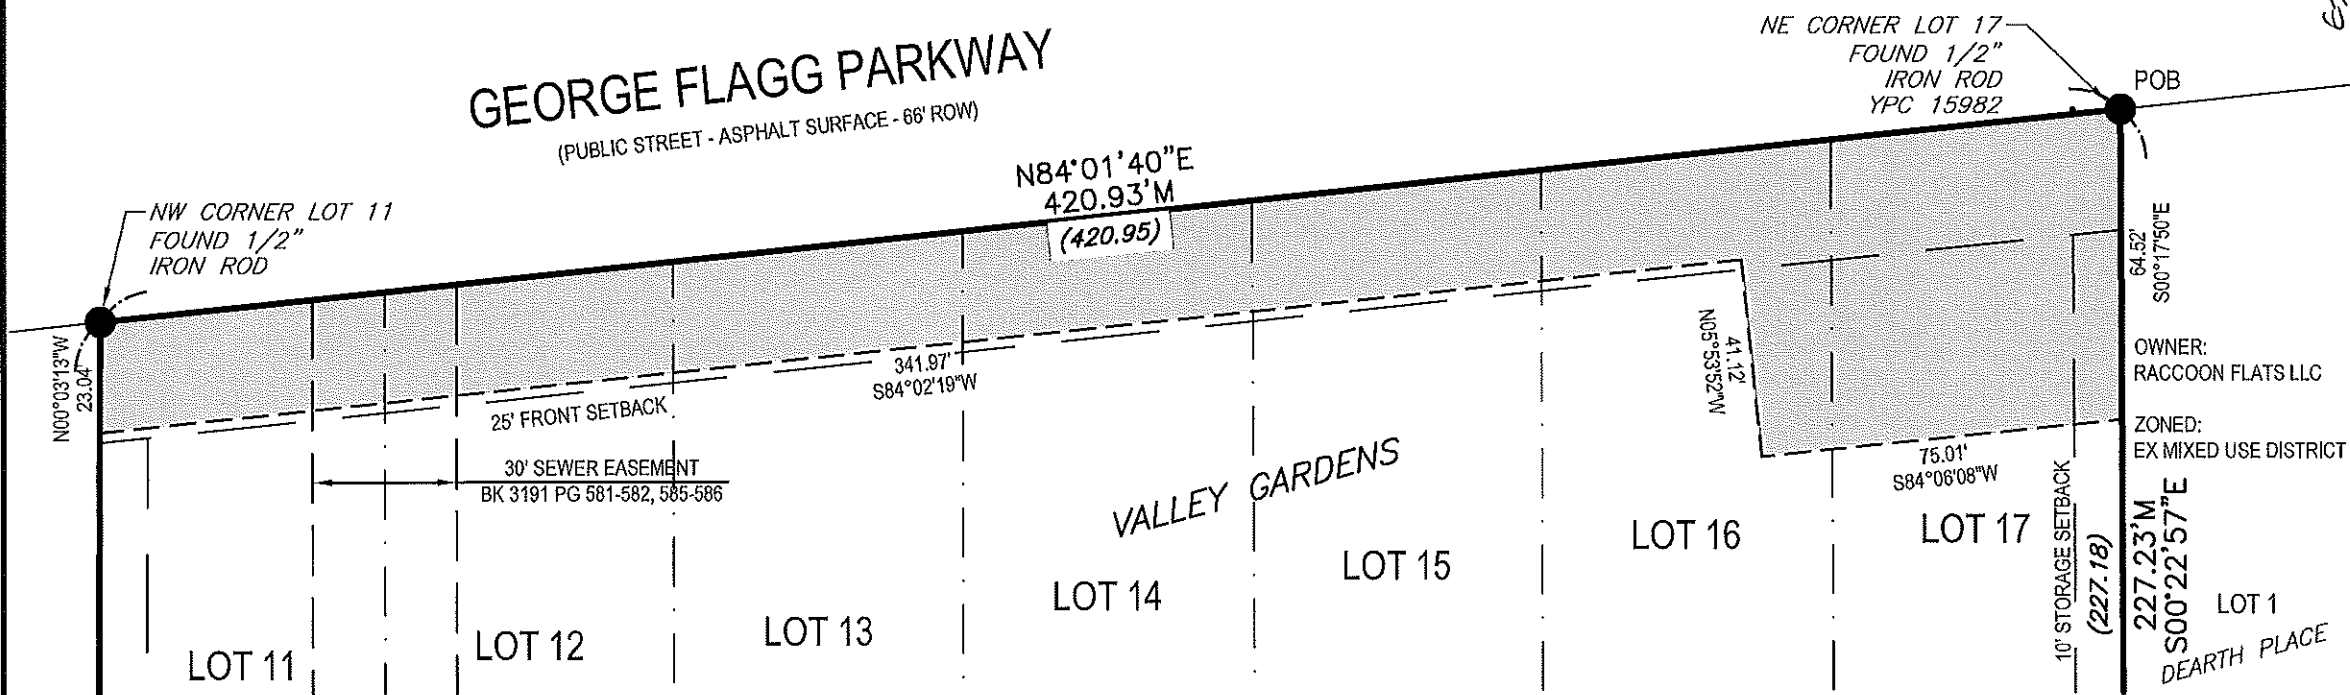 GEORGE FLAGG PARKWAY
(PUBLIC STREET - ASPHALT SURFACE - 66' ROW)
NE CORNER LOT 17
FOUND 1/2"
IRON ROD
YPC 15982
POB
N84°01'40"E
420.93'M
(420.95)
NW CORNER LOT 11
FOUND 1/2"
IRON ROD
N00°03'13"W
23.04'
64.52'
S00°17'50"E
341.97'
S84°02'19"W
25' FRONT SETBACK
N05°53'52"W
41.12'
OWNER:
RACCOON FLATS LLC
ZONED:
EX MIXED USE DISTRICT
75.01'
S84°06'08"W
30' SEWER EASEMENT
BK 3191 PG 581-582, 585-586
VALLEY GARDENS
LOT 11
LOT 12
LOT 13
LOT 14
LOT 15
LOT 16
LOT 17
10' STORAGE SETBACK
(227.18)
227.23'M
S00°22'57"E
LOT 1
DEARTH PLACE